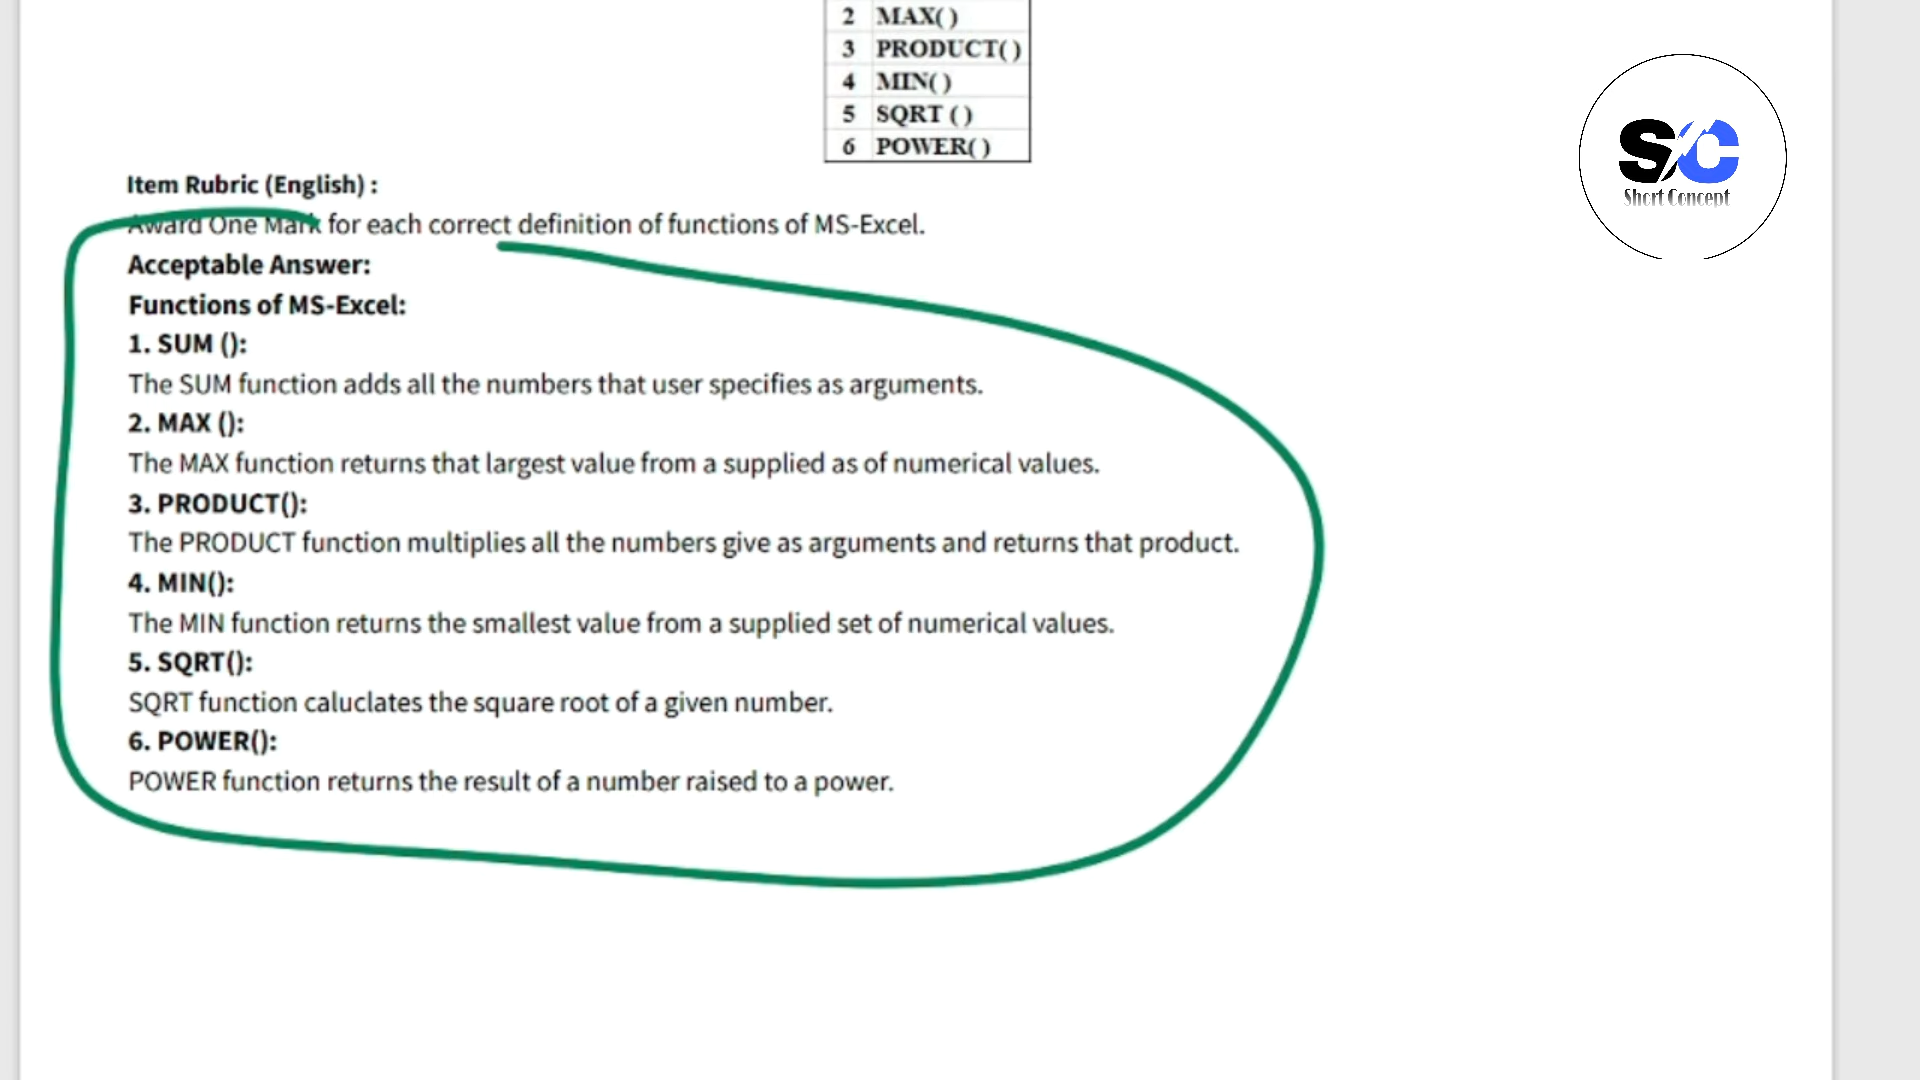 2 MAX( )
3 PRODUCT( )
4 MIN( )
5 SQRT ( )
6 POWER( )
S/C
Short Concept
Item Rubric (English) :
Award One Mark for each correct definition of functions of MS-Excel.
Acceptable Answer:
Functions of MS-Excel:
1. SUM ():
The SUM function adds all the numbers that user specifies as arguments.
2. MAX ():
The MAX function returns that largest value from a supplied as of numerical values.
3. PRODUCT():
The PRODUCT function multiplies all the numbers give as arguments and returns that product.
4. MIN():
The MIN function returns the smallest value from a supplied set of numerical values.
5. SQRT():
SQRT function caluclates the square root of a given number.
6. POWER():
POWER function returns the result of a number raised to a power.